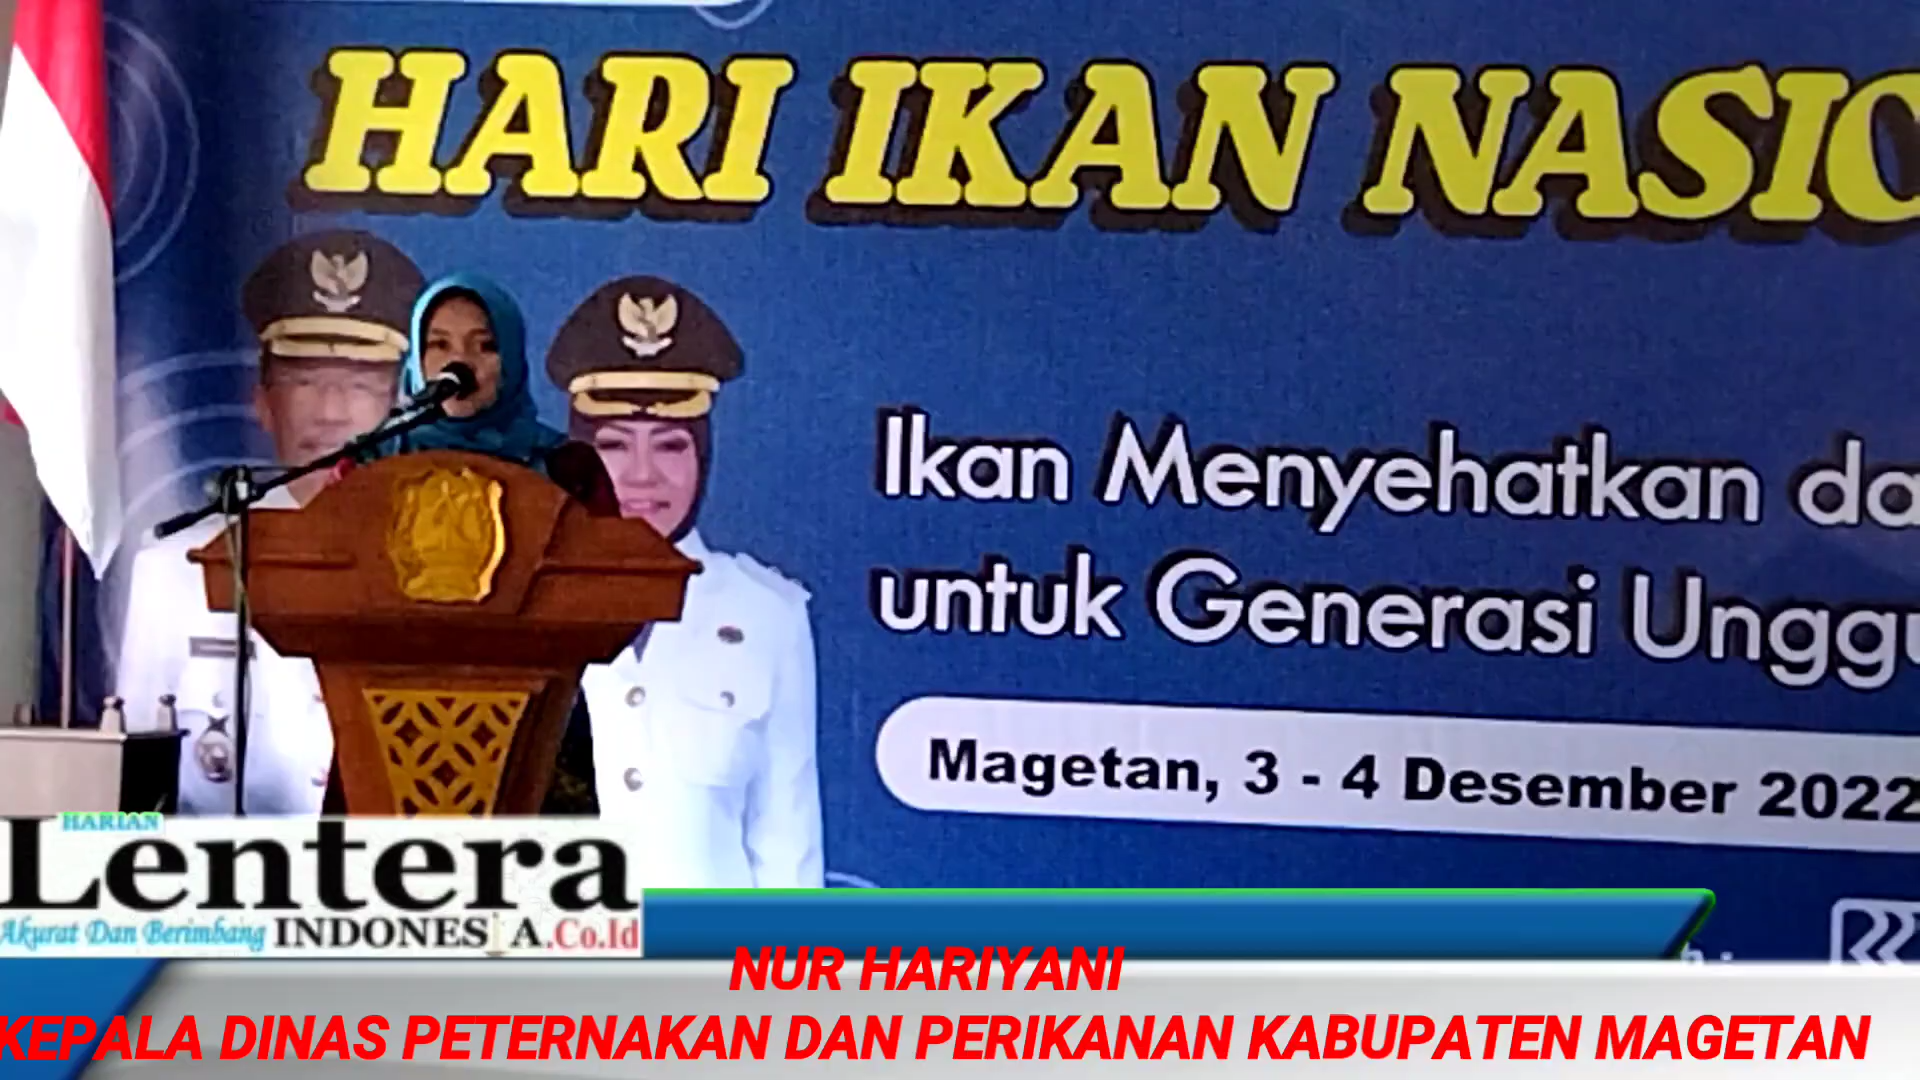 HARI IKAN NASIO
Ikan Menyehatkan da
untuk Generasi Unggu
Magetan, 3 - 4 Desember 2022
HARIAN
Lentera
Akurat Dan Berimbang INDONESIA.Co.Id
NUR HARIYANI
KEPALA DINAS PETERNAKAN DAN PERIKANAN KABUPATEN MAGETAN